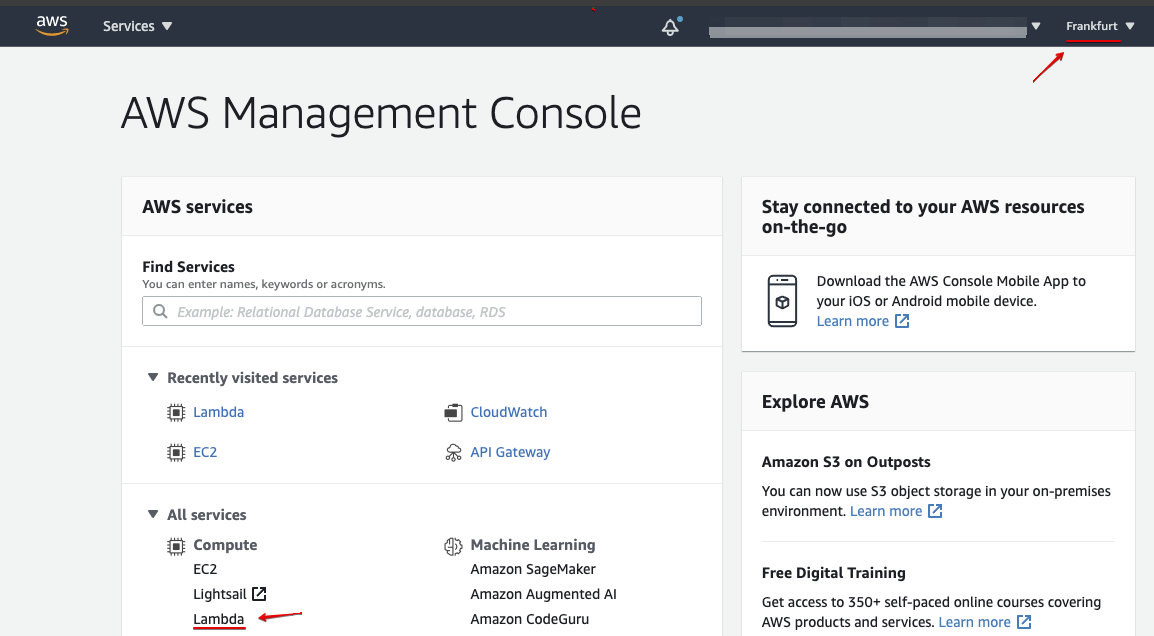 aws
Services
Frankfurt
AWS Management Console
AWS services
Find Services
You can enter names, keywords or acronyms.
Example: Relational Database Service, database, RDS
Recently visited services
Lambda
CloudWatch
EC2
API Gateway
All services
Compute
EC2
Lightsail
Lambda
Machine Learning
Amazon SageMaker
Amazon Augmented AI
Amazon CodeGuru
Stay connected to your AWS resources
on-the-go
Download the AWS Console Mobile App to
your iOS or Android mobile device.
Learn more
Explore AWS
Amazon S3 on Outposts
You can now use S3 object storage in your on-premises
environment. Learn more
Free Digital Training
Get access to 350+ self-paced online courses covering
AWS products and services. Learn more